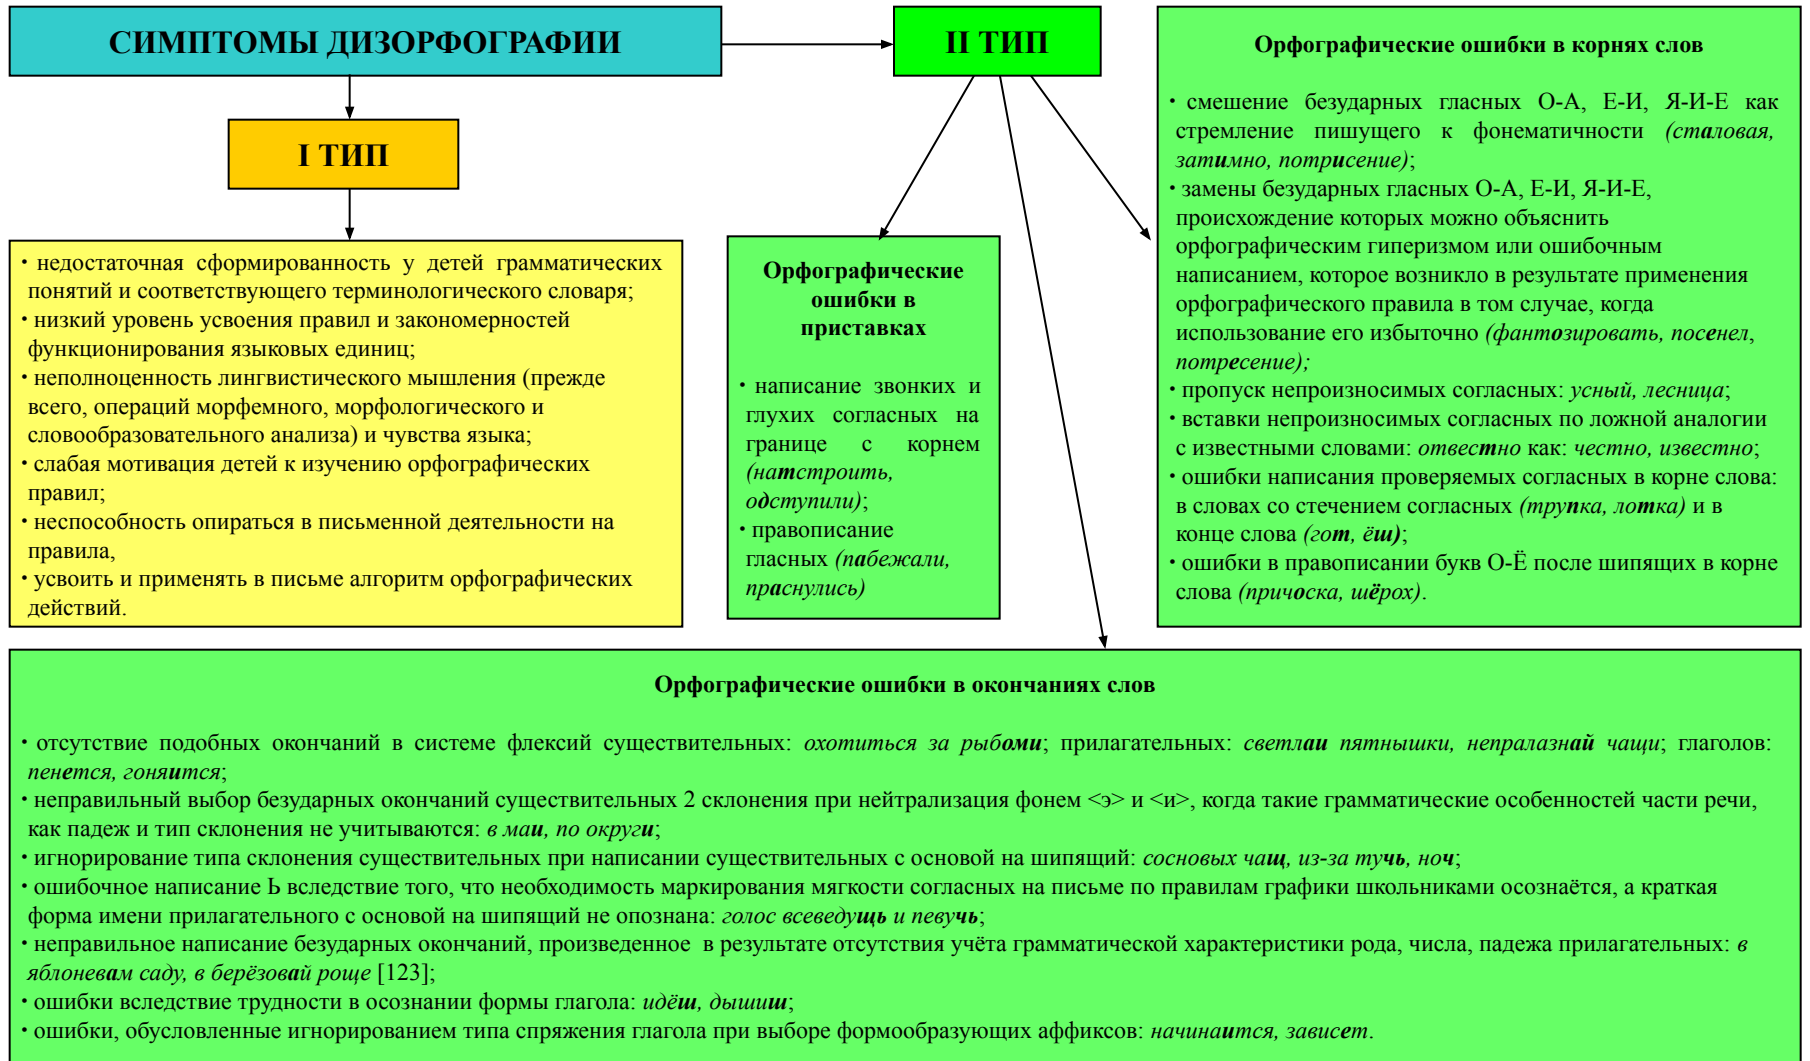 СИМПТОМЫ ДИЗОРФОГРАФИИ
I ТИП
· недостаточная сформированность у детей грамматических
понятий и соответствующего терминологического словаря;
· низкий уровень усвоения правил и закономерностей
функционирования языковых единиц;
· неполноценность лингвистического мышления (прежде
всего, операций морфемного, морфологического и
словообразовательного анализа) и чувства языка;
· слабая мотивация детей к изучению орфографических
правил;
· неспособность опираться в письменной деятельности на
правила,
· усвоить и применять в письме алгоритм орфографических
действий.
II ТИП
Орфографические
ошибки в
приставках
· написание звонких и
глухих согласных на
границе с корнем
(натстроить,
одступили);
· правописание
гласных (пабежали,
праснулись)
Орфографические ошибки в корнях слов
· смешение безударных гласных О-А, Е-И, Я-И-Е как
стремление пишущего к фонематичности (сталовая,
затимно, потрисение);
· замены безударных гласных О-А, Е-И, Я-И-Е,
происхождение которых можно объяснить
орфографическим гиперизмом или ошибочным
написанием, которое возникло в результате применения
орфографического правила в том случае, когда
использование его избыточно (фантозировать, посенел,
потресение);
· пропуск непроизносимых согласных: усный, лесница;
· вставки непроизносимых согласных по ложной аналогии
с известными словами: отвестно как: честно, известно;
· ошибки написания проверяемых согласных в корне слова:
в словах со стечением согласных (трупка, лотка) и в
конце слова (гот, ёш);
· ошибки в правописании букв О-Ё после шипящих в корне
слова (причоска, шёрох).
Орфографические ошибки в окончаниях слов
· отсутствие подобных окончаний в системе флексий существительных: охотиться за рыбоми; прилагательных: светлаи пятнышки, непралазнай чащи; глаголов:
пенется, гоняится;
· неправильный выбор безударных окончаний существительных 2 склонения при нейтрализация фонем <э> и <и>, когда такие грамматические особенностей части речи,
как падеж и тип склонения не учитываются: в маи, по округи;
· игнорирование типа склонения существительных при написании существительных с основой на шипящий: сосновых чащ, из-за тучь, ноч;
· ошибочное написание Ь вследствие того, что необходимость маркирования мягкости согласных на письме по правилам графики школьниками осознаётся, а краткая
форма имени прилагательного с основой на шипящий не опознана: голос всеведущь и певучь;
· неправильное написание безударных окончаний, произведенное в результате отсутствия учёта грамматической характеристики рода, числа, падежа прилагательных: в
яблоневам саду, в берёзовай роще [123];
· ошибки вследствие трудности в осознании формы глагола: идёш, дышиш;
· ошибки, обусловленные игнорированием типа спряжения глагола при выборе формообразующих аффиксов: начинаится, зависет.